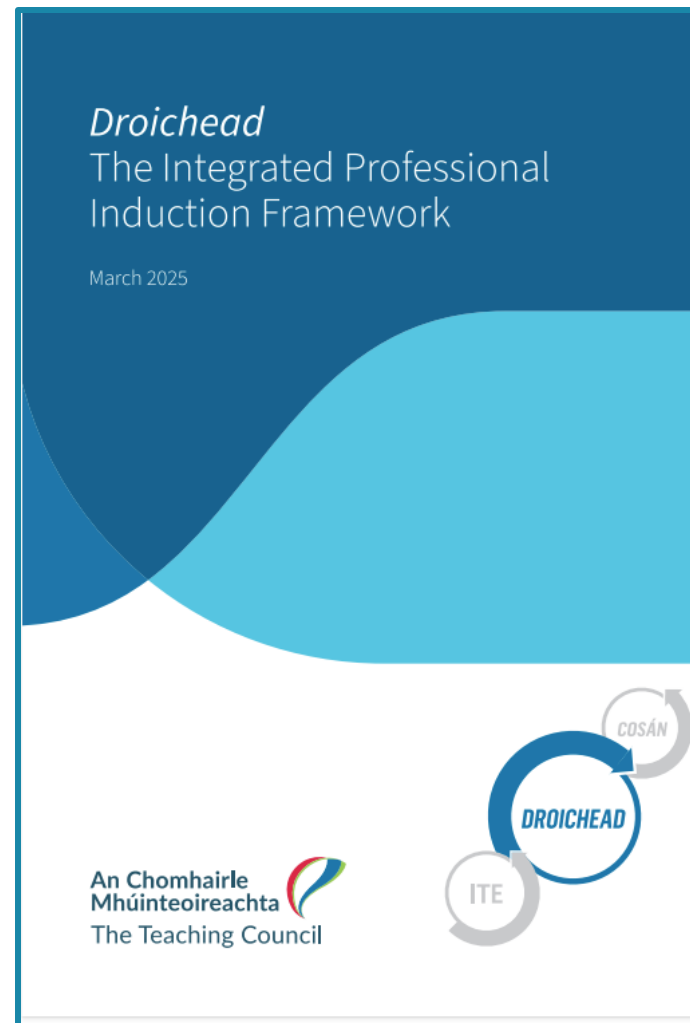 Droichead
The Integrated Professional
Induction Framework
March 2025
COSÁN
DROICHEAD
ITE
An Chomhairle
Mhúinteoireachta
The Teaching Council